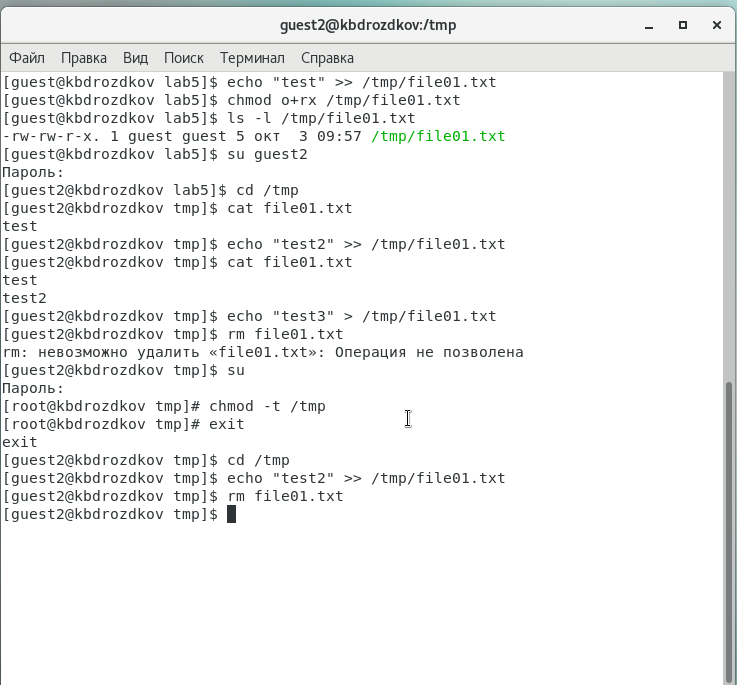 guest2@kbdrozdkov:/tmp
Файл Правка Вид Поиск Терминал Справка
[guest@kbdrozdkov lab5]$ echo "test" >> /tmp/file01.txt
[guest@kbdrozdkov lab5]$ chmod o+rx /tmp/file01.txt
[guest@kbdrozdkov lab5]$ ls -l /tmp/file01.txt
-rw-rw-r-x. 1 guest guest 5 окт  3 09:57 /tmp/file01.txt
[guest@kbdrozdkov lab5]$ su guest2
Пароль:
[guest2@kbdrozdkov lab5]$ cd /tmp
[guest2@kbdrozdkov tmp]$ cat file01.txt
test
[guest2@kbdrozdkov tmp]$ echo "test2" >> /tmp/file01.txt
[guest2@kbdrozdkov tmp]$ cat file01.txt
test
test2
[guest2@kbdrozdkov tmp]$ echo "test3" > /tmp/file01.txt
[guest2@kbdrozdkov tmp]$ rm file01.txt
rm: невозможно удалить «file01.txt»: Операция не позволена
[guest2@kbdrozdkov tmp]$ su
Пароль:
[root@kbdrozdkov tmp]# chmod -t /tmp
[root@kbdrozdkov tmp]# exit
exit
[guest2@kbdrozdkov tmp]$ cd /tmp
[guest2@kbdrozdkov tmp]$ echo "test2" >> /tmp/file01.txt
[guest2@kbdrozdkov tmp]$ rm file01.txt
[guest2@kbdrozdkov tmp]$